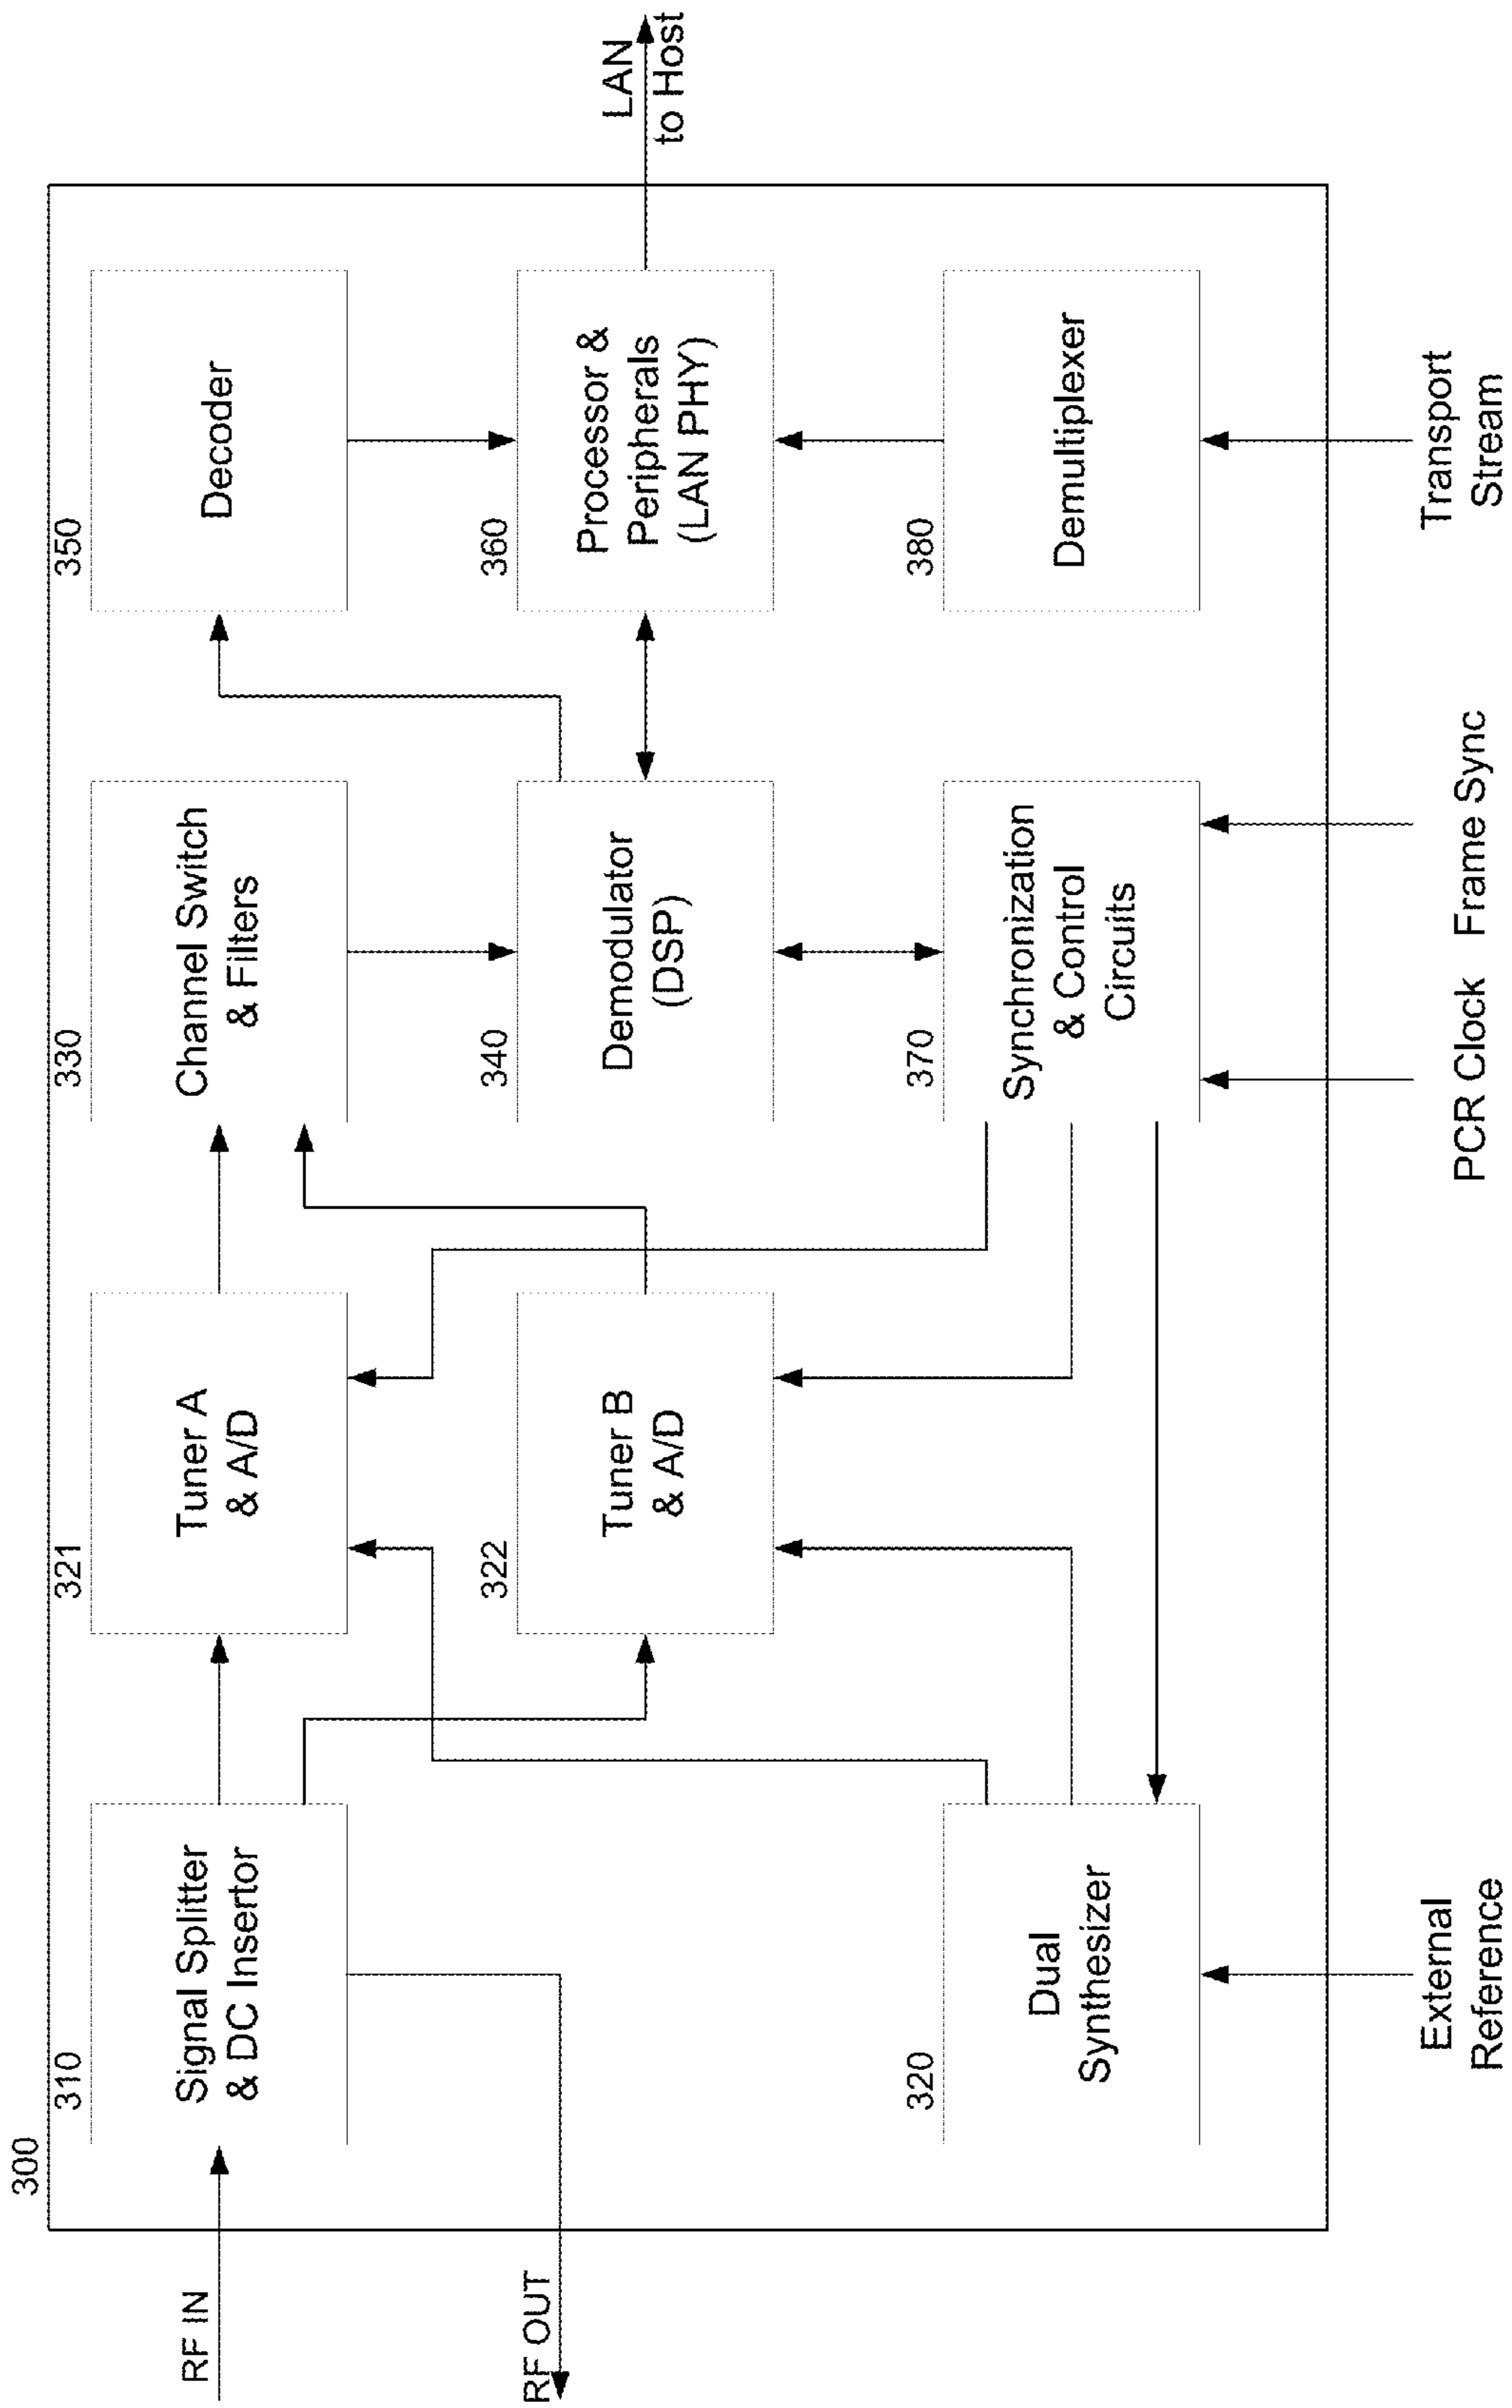 300
310
Signal Splitter
& DC Insertor
321
Tuner A
& A/D
330
Channel Switch
& Filters
350
Decoder
RF IN
RF OUT
322
Tuner B
& A/D
340
Demodulator
(DSP)
360
Processor &
Peripherals
(LAN PHY)
LAN
to Host
320
Dual
Synthesizer
370
Synchronization
& Control
Circuits
380
Demultiplexer
External
Reference
PCR Clock
Frame Sync
Transport
Stream